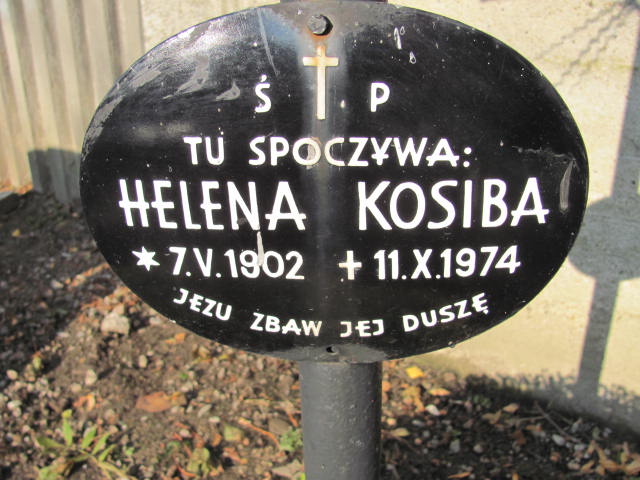 Ś P
TU SPOCZYWA:
HELENA KOSIBA
* 7.V.1902 + 11.X.1974
JEZU ZBAW JEJ DUSZĘ